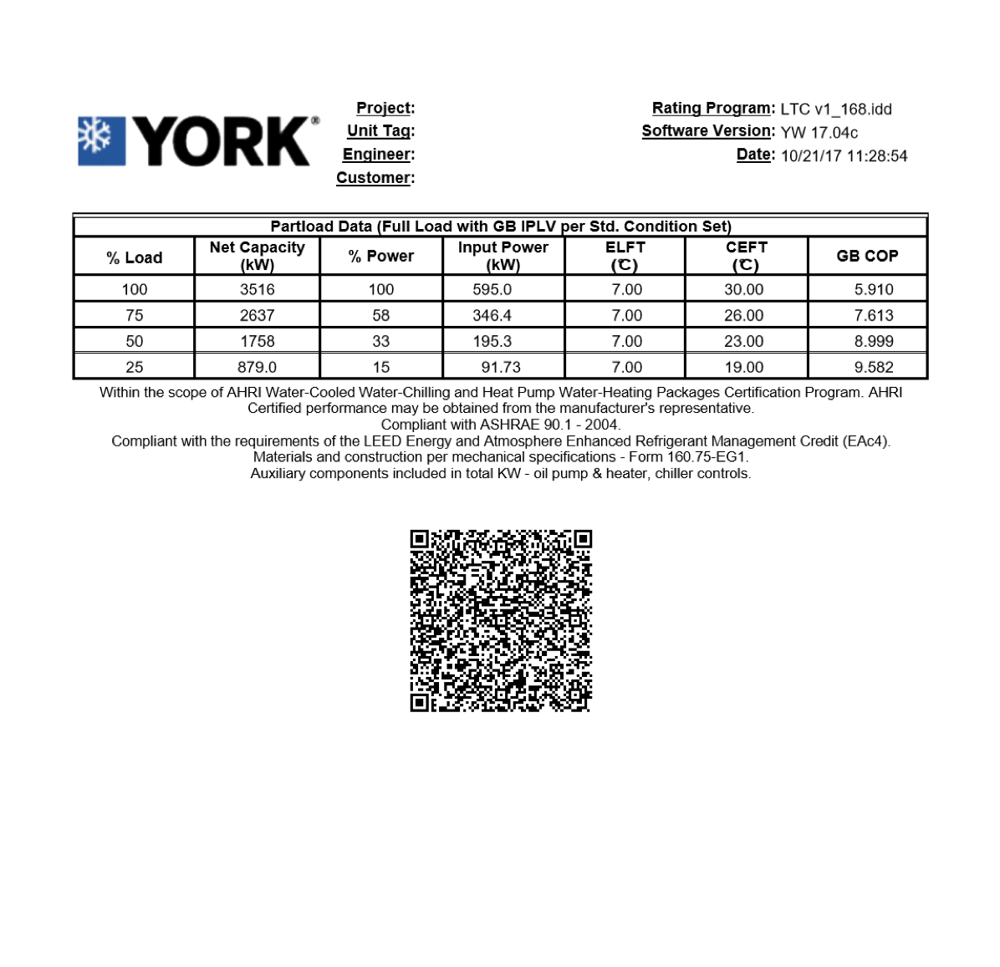 YORK®
Project:
Unit Tag:
Engineer:
Customer:
Rating Program: LTC v1_168.idd
Software Version: YW 17.04c
Date: 10/21/17 11:28:54
Partload Data (Full Load with GB IPLV per Std. Condition Set)
% Load Net Capacity (kW) % Power Input Power (kW) ELFT (℃) CEFT (℃) GB COP
100 3516 100 595.0 7.00 30.00 5.910
75 2637 58 346.4 7.00 26.00 7.613
50 1758 33 195.3 7.00 23.00 8.999
25 879.0 15 91.73 7.00 19.00 9.582
Within the scope of AHRI Water-Cooled Water-Chilling and Heat Pump Water-Heating Packages Certification Program. AHRI
Certified performance may be obtained from the manufacturer's representative.
Compliant with ASHRAE 90.1 - 2004.
Compliant with the requirements of the LEED Energy and Atmosphere Enhanced Refrigerant Management Credit (EAc4).
Materials and construction per mechanical specifications - Form 160.75-EG1.
Auxiliary components included in total KW - oil pump & heater, chiller controls.